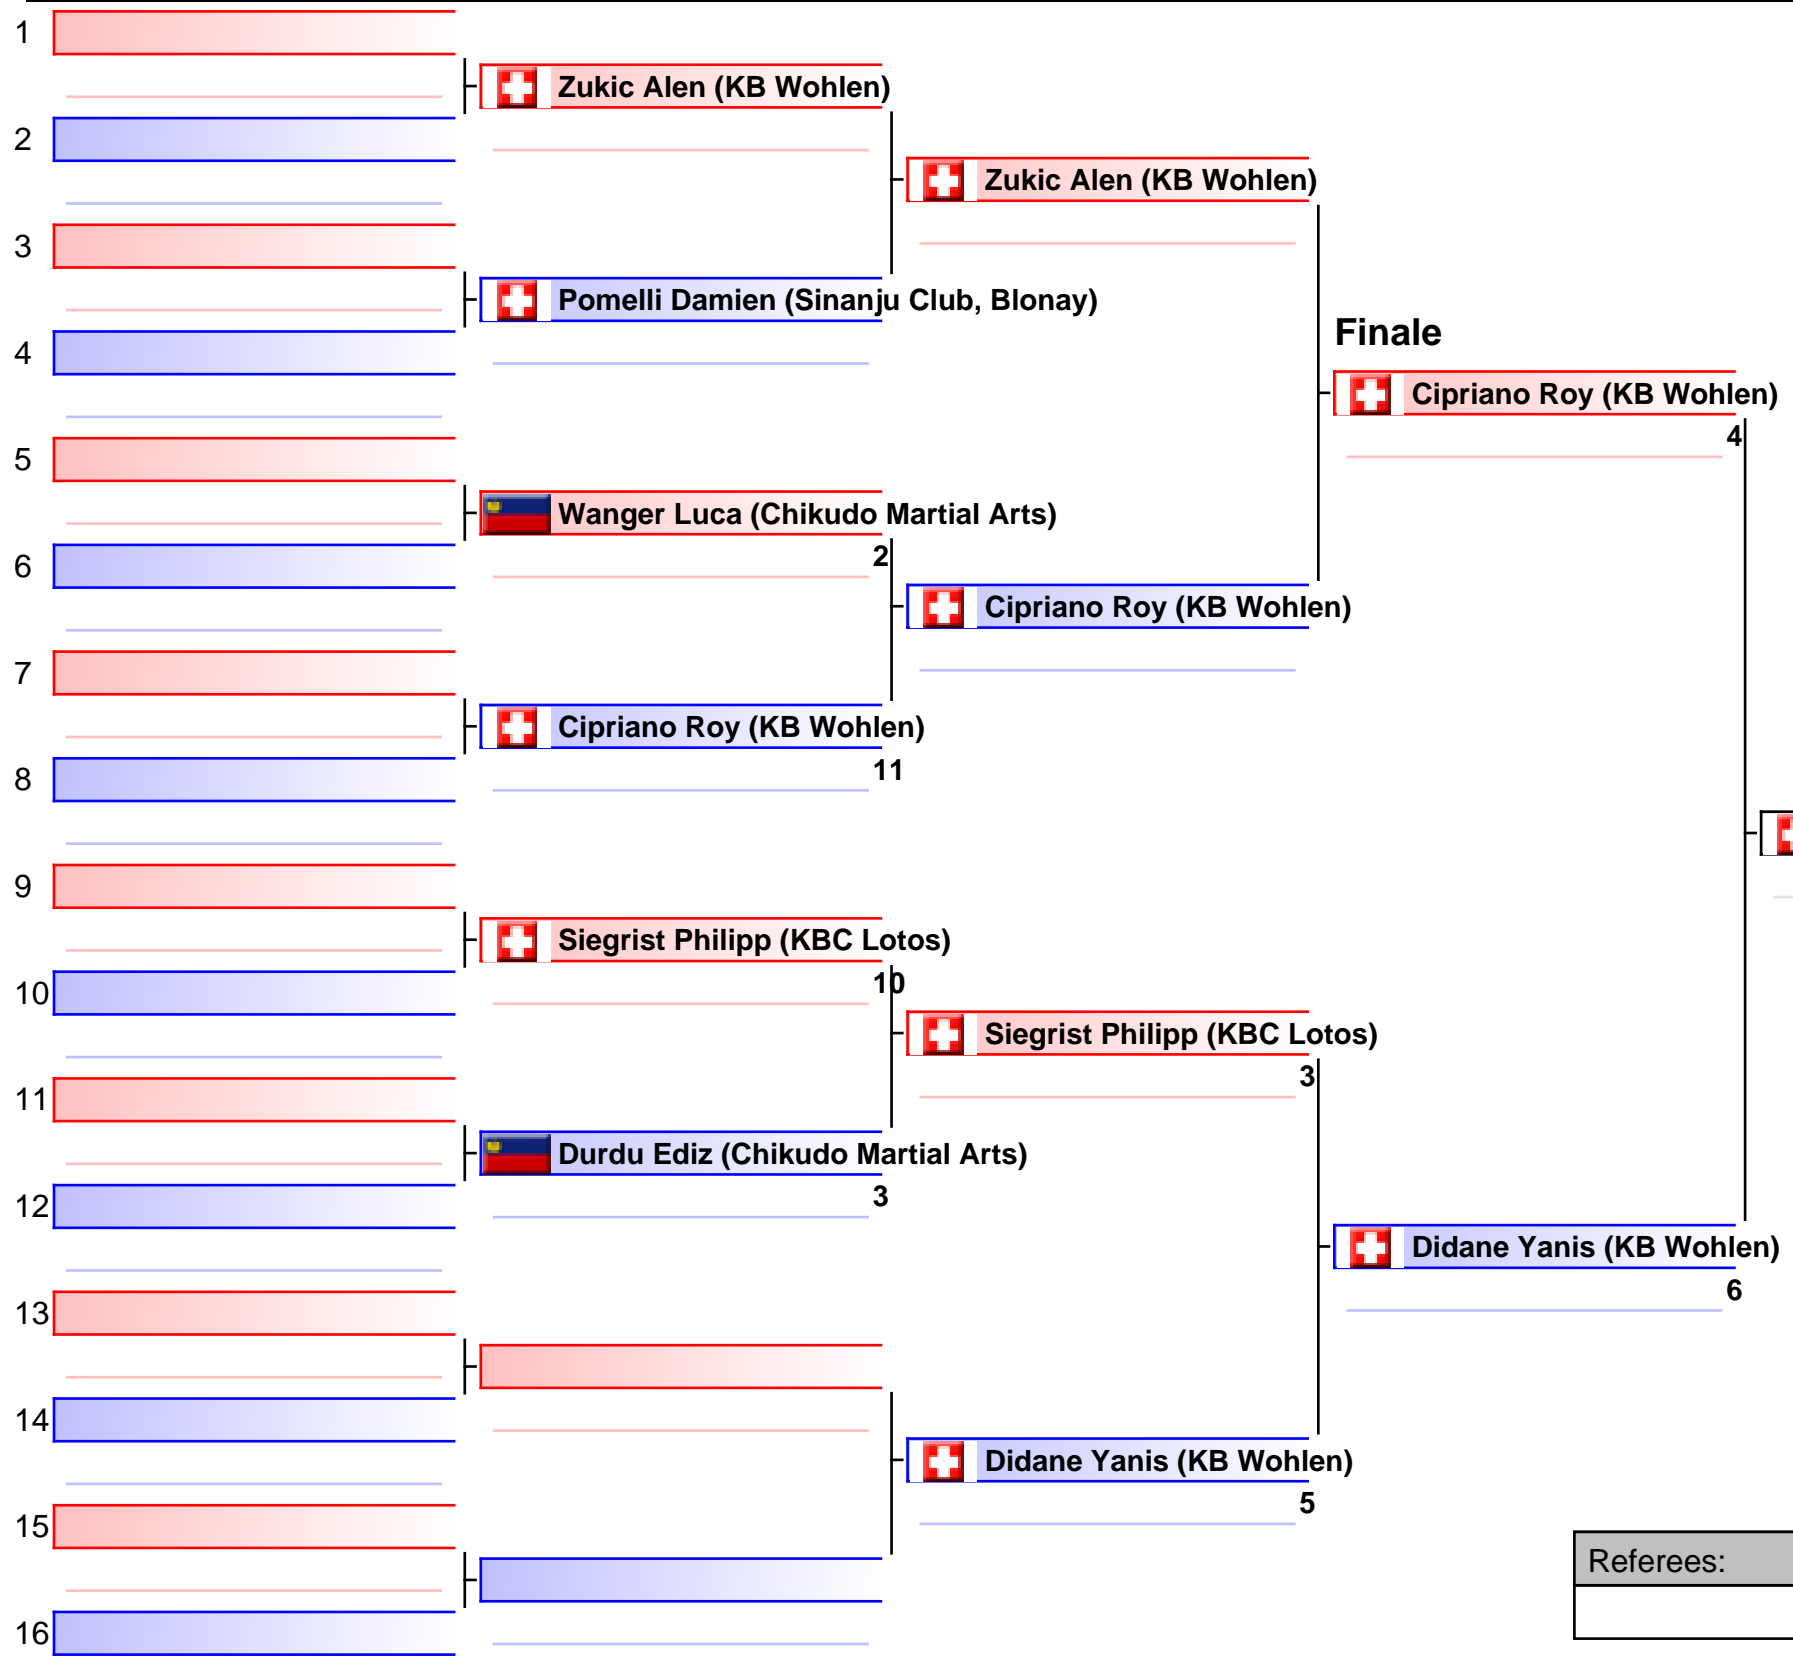 1
Zukic Alen (KB Wohlen)
2
Zukic Alen (KB Wohlen)
3
Pomelli Damien (Sinanju Club, Blonay)
Finale
4
Cipriano Roy (KB Wohlen)
4
5
Wanger Luca (Chikudo Martial Arts)
2
6
Cipriano Roy (KB Wohlen)
7
Cipriano Roy (KB Wohlen)
11
8
9
Siegrist Philipp (KBC Lotos)
10
10
Siegrist Philipp (KBC Lotos)
3
11
Durdu Ediz (Chikudo Martial Arts)
3
12
Didane Yanis (KB Wohlen)
6
13
14
Didane Yanis (KB Wohlen)
5
15
Referees:
16